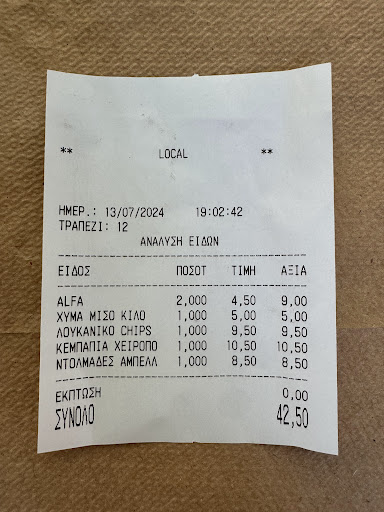 ** LOCAL **
ΗΜΕΡ.: 13/07/2024 19:02:42
ΤΡΑΠΕΖΙ: 12
ΑΝΑΛΥΣΗ ΕΙΔΩΝ
ΕΙΔΟΣ ΠΟΣΟΤ ΤΙΜΗ ΑΞΙΑ
ALFA 2,000 4,50 9,00
ΧΥΜΑ ΜΙΣΟ ΚΙΛΟ 1,000 5,00 5,00
ΛΟΥΚΑΝΙΚΟ CHIPS 1,000 9,50 9,50
ΚΕΜΠΑΠΙΑ ΧΕΙΡΟΠΟ 1,000 10,50 10,50
ΝΤΟΛΜΑΔΕΣ ΑΜΠΕΛΛ 1,000 8,50 8,50
ΕΚΠΤΩΣΗ 0,00
ΣΥΝΟΛΟ 42,50